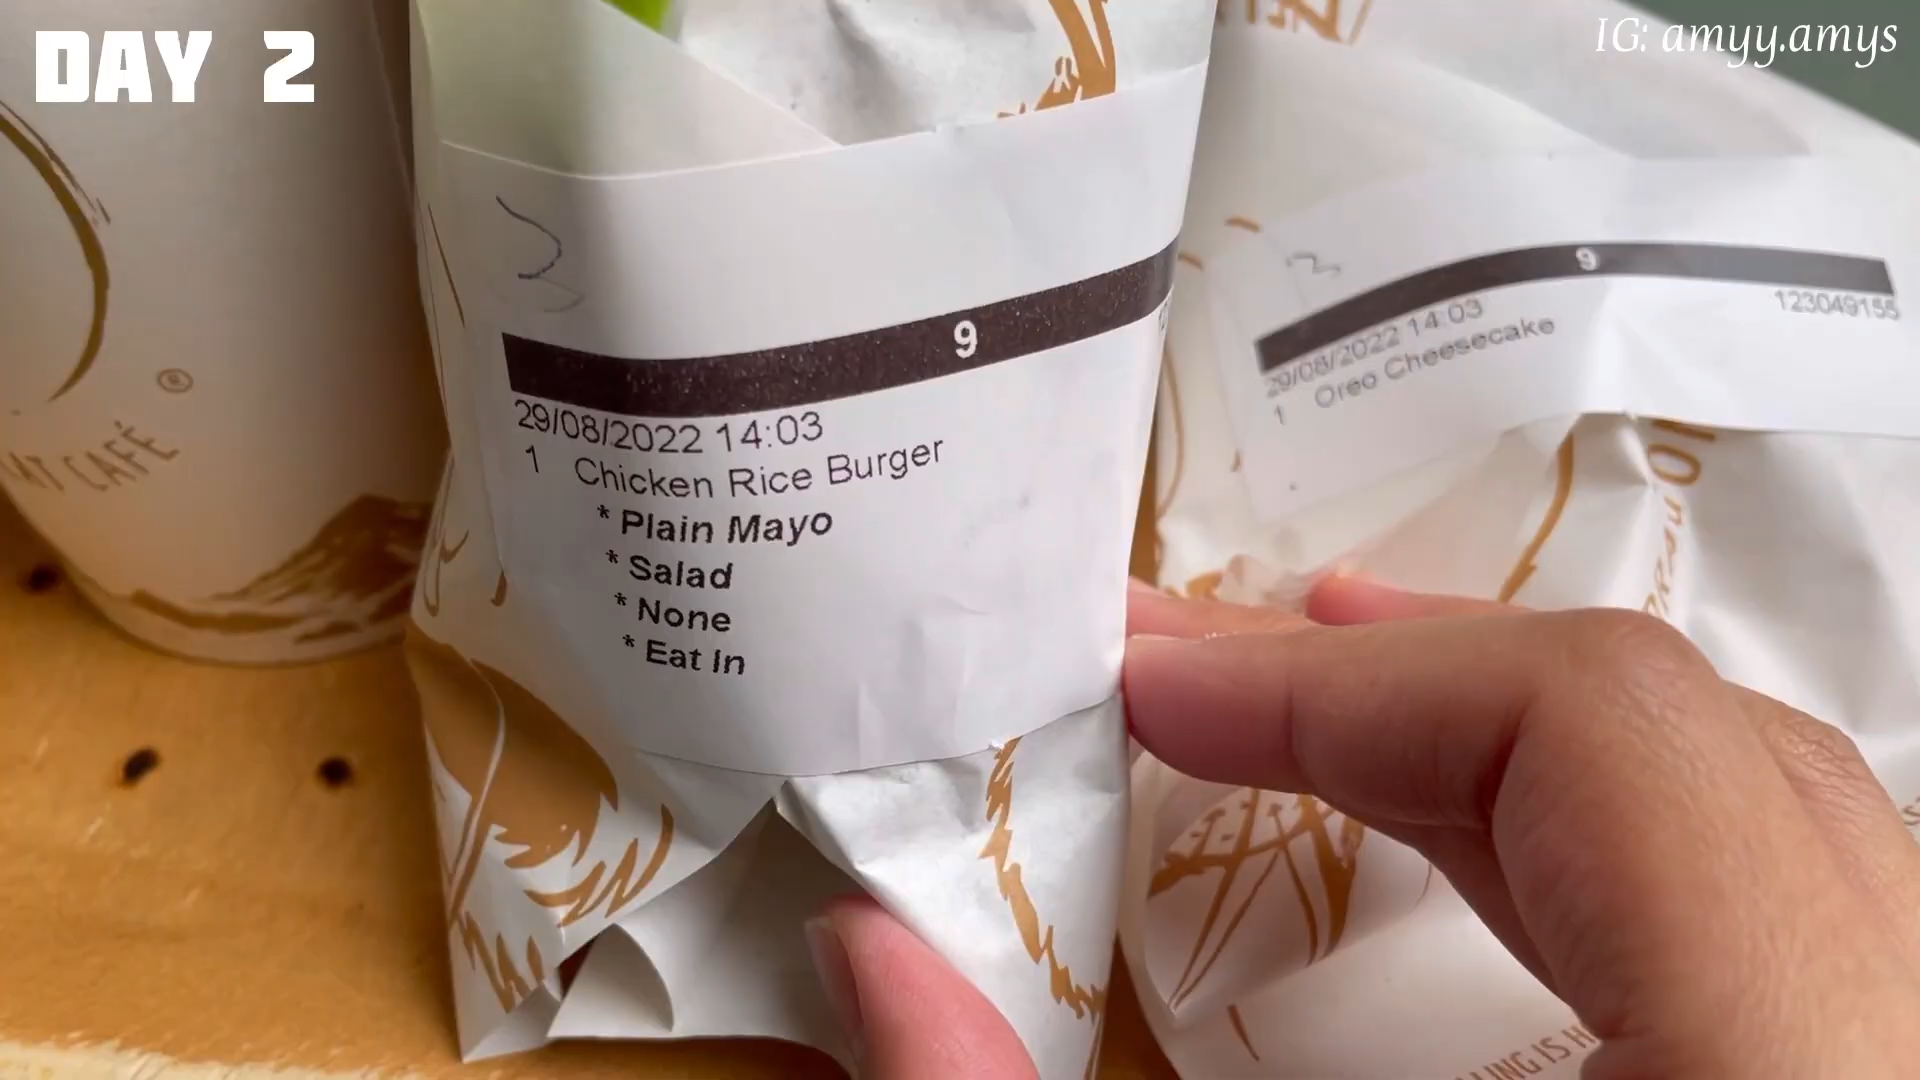 DAY 2
IG: amyy.amys
9
29/08/2022 14:03
1 Chicken Rice Burger
* Plain Mayo
* Salad
* None
* Eat In
9
29/08/2022 14:03
123049155
1 Oreo Cheesecake
CAFÉ
®